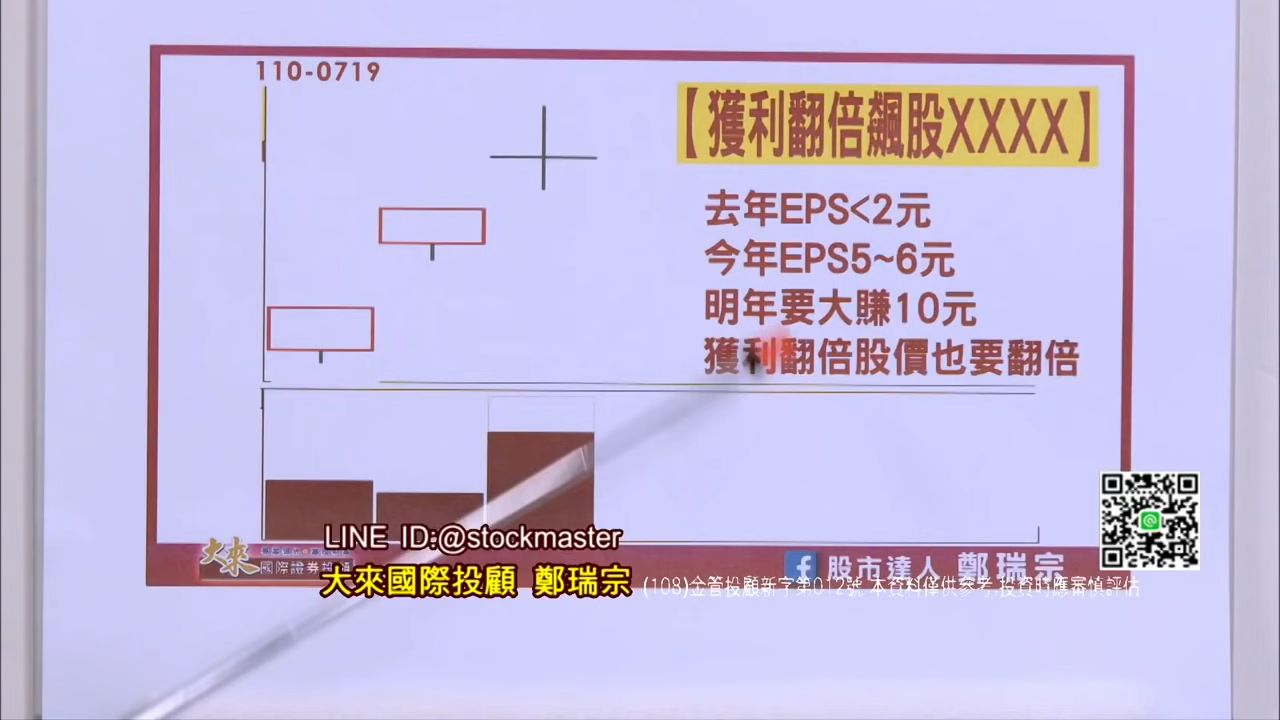 110-0719
【獲利翻倍飆股XXXX】
去年EPS<2元
今年EPS5~6元
明年要大賺10元
獲利翻倍股價也要翻倍
LINE ID:@stockmaster
大來
國際證券投顧
股市達人 鄭瑞宗
大來國際投顧 鄭瑞宗
(108)金管投顧新字第012號 本資料僅供參考.投資時應審慎評估